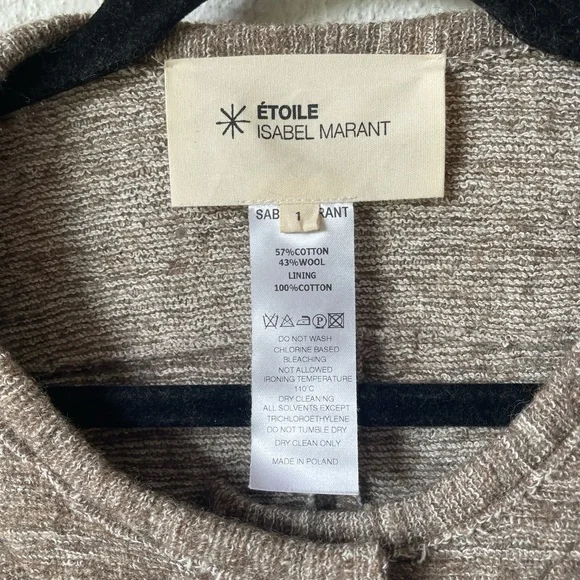 ÉTOILE
ISABEL MARANT
SAB RANT
1
57%COTTON
43%WOOL
LINING
100%COTTON
DO NOT WASH
CHLORINE BASED
BLEACHING
NOT ALLOWED
IRONING TEMPERATURE
110°C
DRY CLEANING
ALL SOLVENTS EXCEPT
TRICHLOROETHYLENE
DO NOT TUMBLE DRY
DRY CLEAN ONLY
MADE IN POLAND